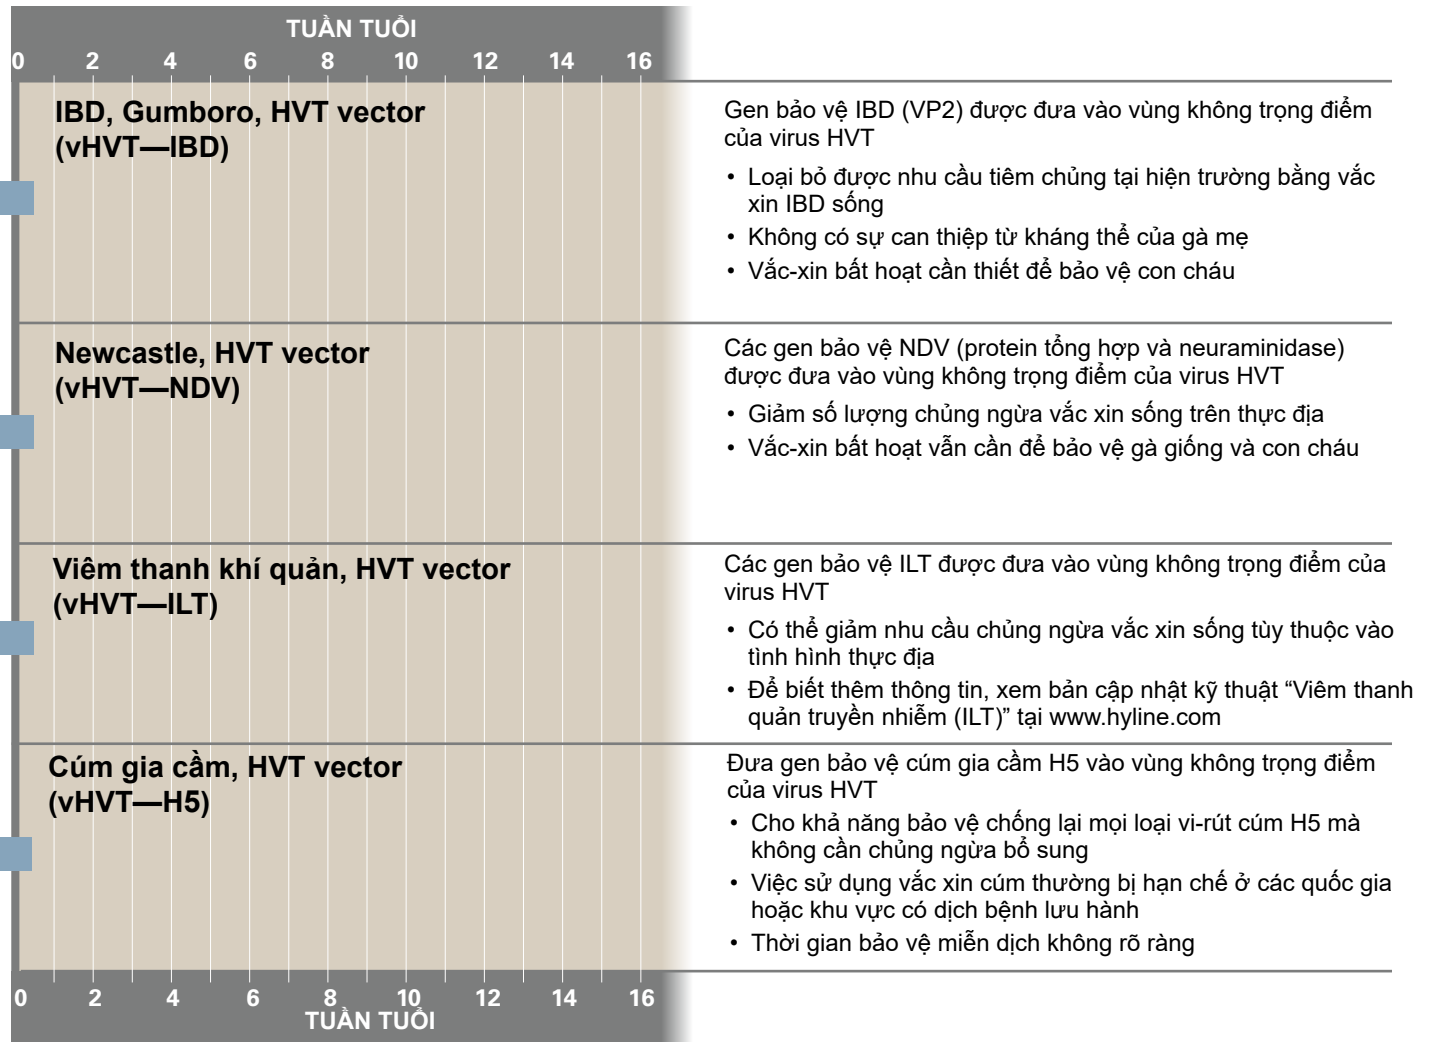 TUẦN TUỔI
0 2 4 6 8 10 12 14 16
IBD, Gumboro, HVT vector
(vHVT—IBD)
Gen bảo vệ IBD (VP2) được đưa vào vùng không trọng điểm
của virus HVT
• Loại bỏ được nhu cầu tiêm chủng tại hiện trường bằng vắc
xin IBD sống
• Không có sự can thiệp từ kháng thể của gà mẹ
• Vắc-xin bất hoạt cần thiết để bảo vệ con cháu
Newcastle, HVT vector
(vHVT—NDV)
Các gen bảo vệ NDV (protein tổng hợp và neuraminidase)
được đưa vào vùng không trọng điểm của virus HVT
• Giảm số lượng chủng ngừa vắc xin sống trên thực địa
• Vắc-xin bất hoạt vẫn cần để bảo vệ gà giống và con cháu
Viêm thanh khí quản, HVT vector
(vHVT—ILT)
Các gen bảo vệ ILT được đưa vào vùng không trọng điểm của
virus HVT
• Có thể giảm nhu cầu chủng ngừa vắc xin sống tùy thuộc vào
tình hình thực địa
• Để biết thêm thông tin, xem bản cập nhật kỹ thuật “Viêm thanh
quản truyền nhiễm (ILT)” tại www.hyline.com
Cúm gia cầm, HVT vector
(vHVT—H5)
Đưa gen bảo vệ cúm gia cầm H5 vào vùng không trọng điểm
của virus HVT
• Cho khả năng bảo vệ chống lại mọi loại vi-rút cúm H5 mà
không cần chủng ngừa bổ sung
• Việc sử dụng vắc xin cúm thường bị hạn chế ở các quốc gia
hoặc khu vực có dịch bệnh lưu hành
• Thời gian bảo vệ miễn dịch không rõ ràng
0 2 4 6 8 10 12 14 16
TUẦN TUỔI